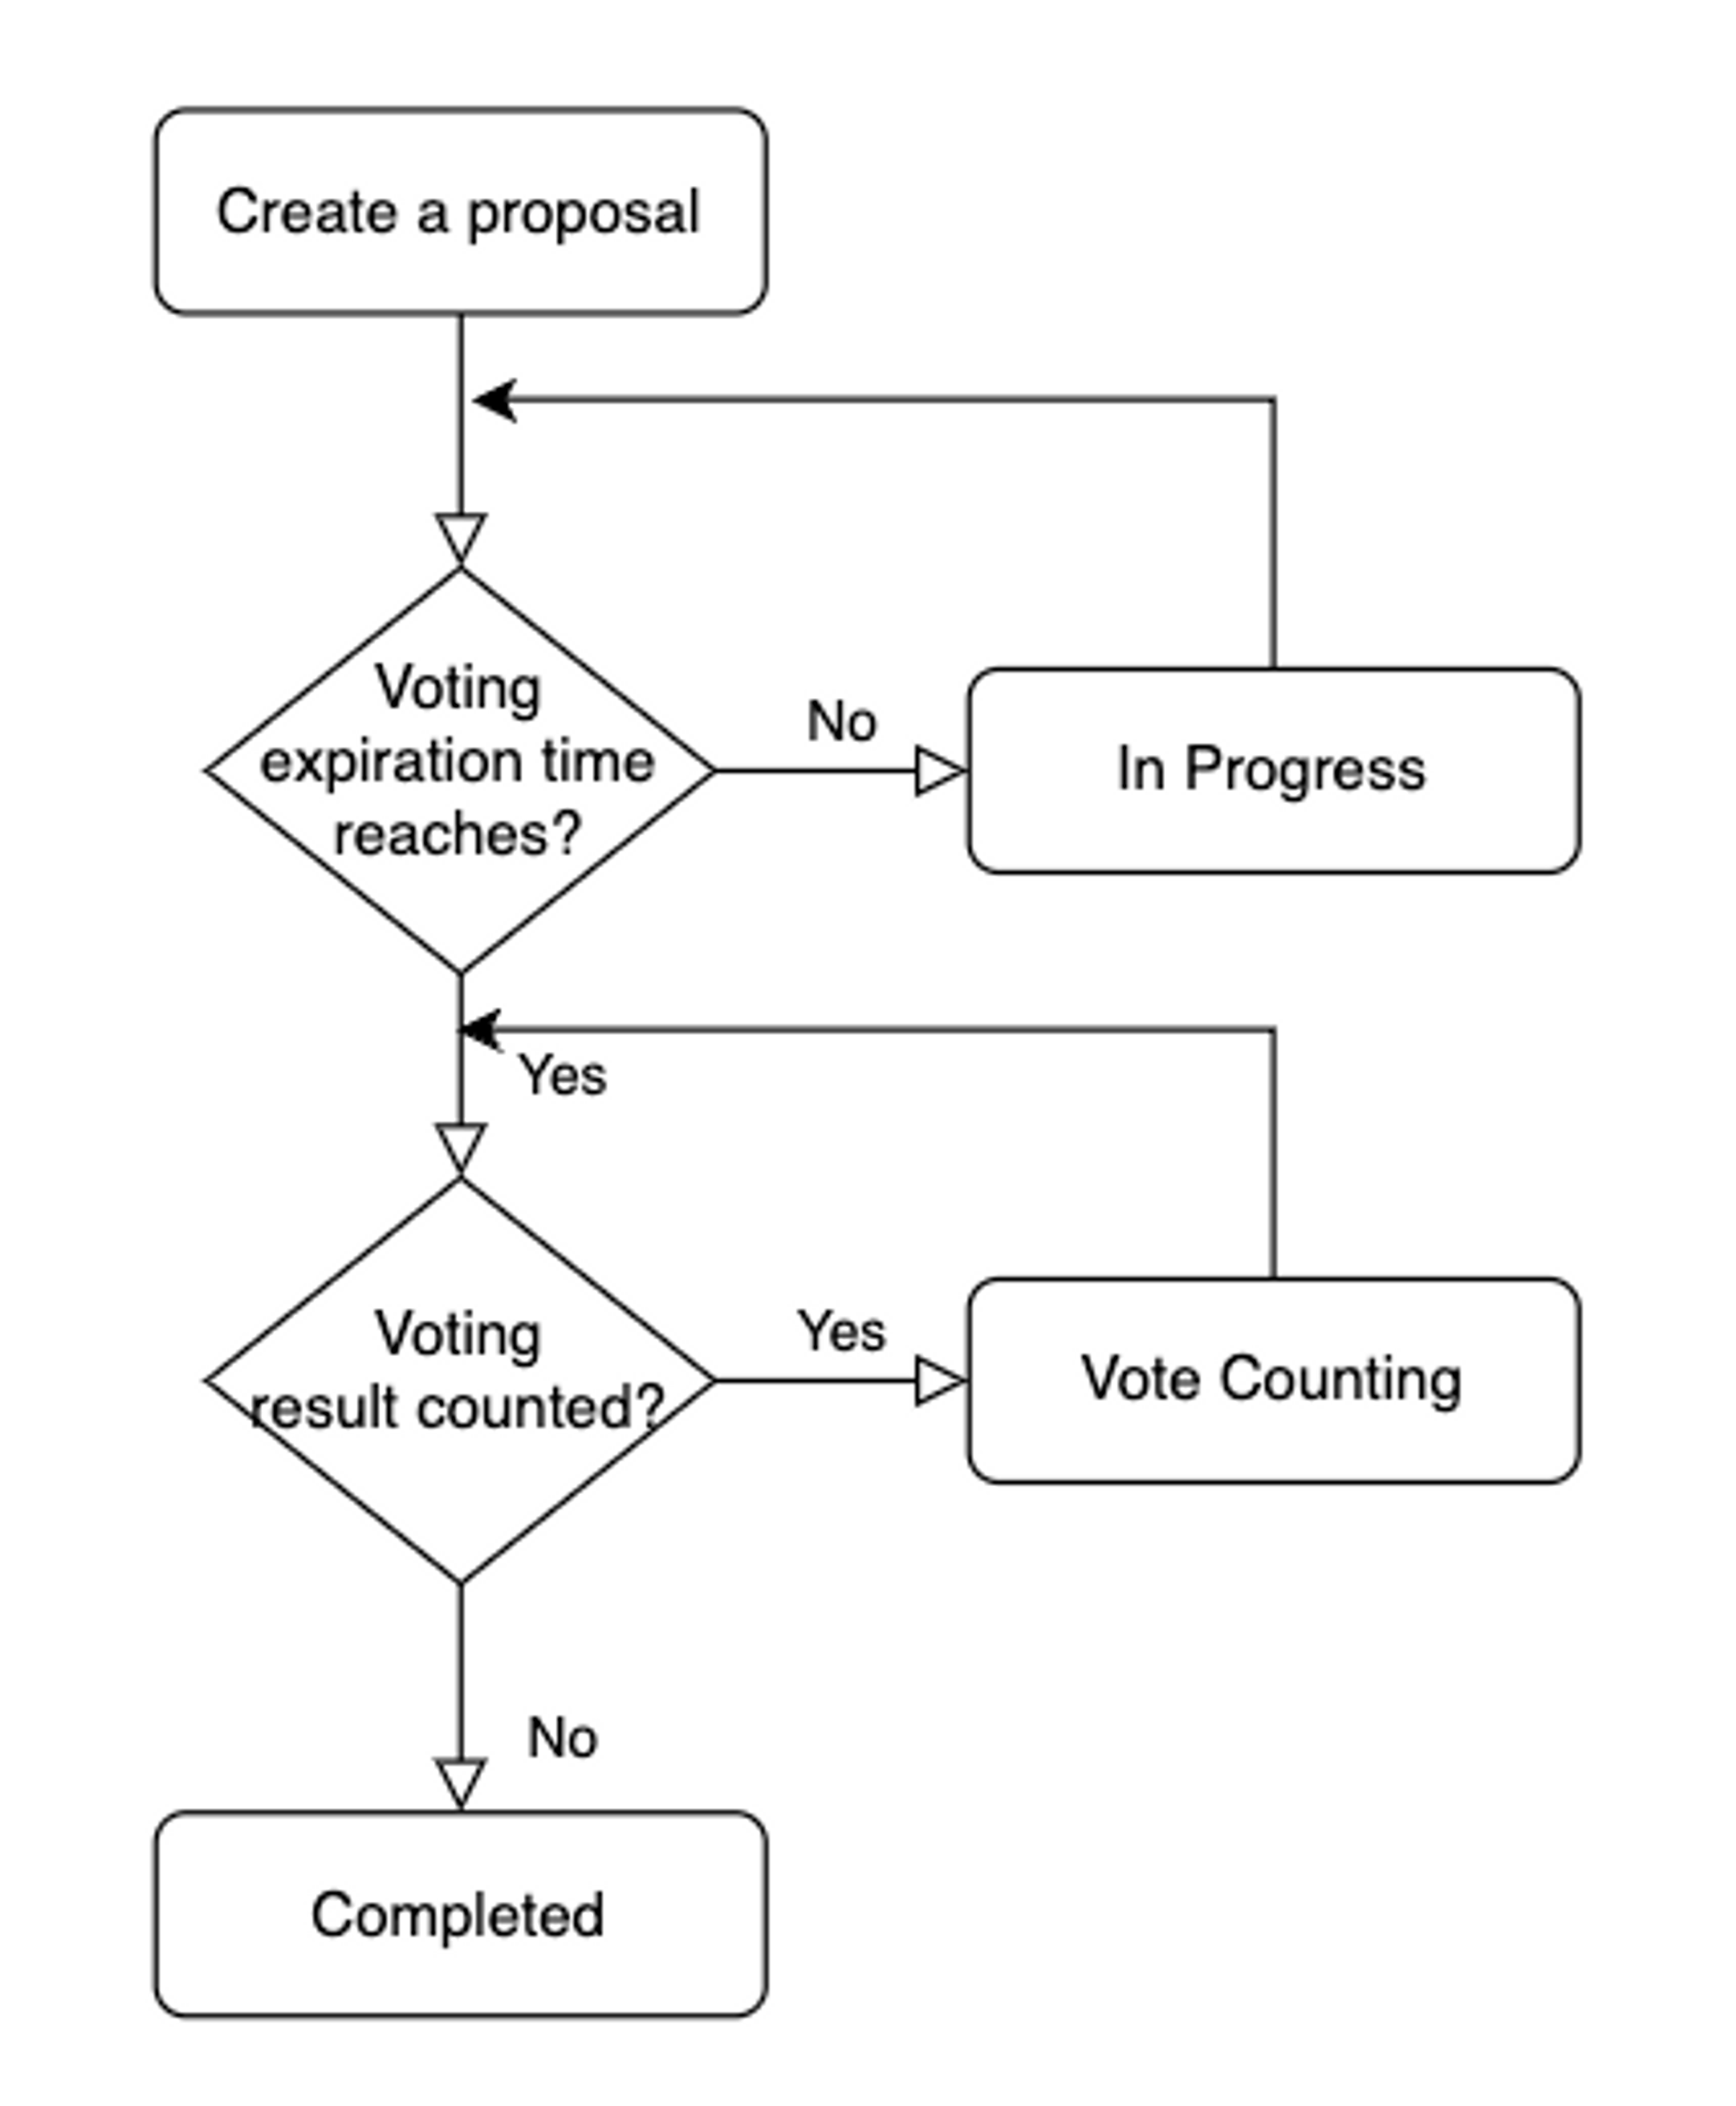 Create a proposal
Voting
expiration time
reaches?
No
In Progress
Yes
Voting
result counted?
Yes
Vote Counting
No
Completed